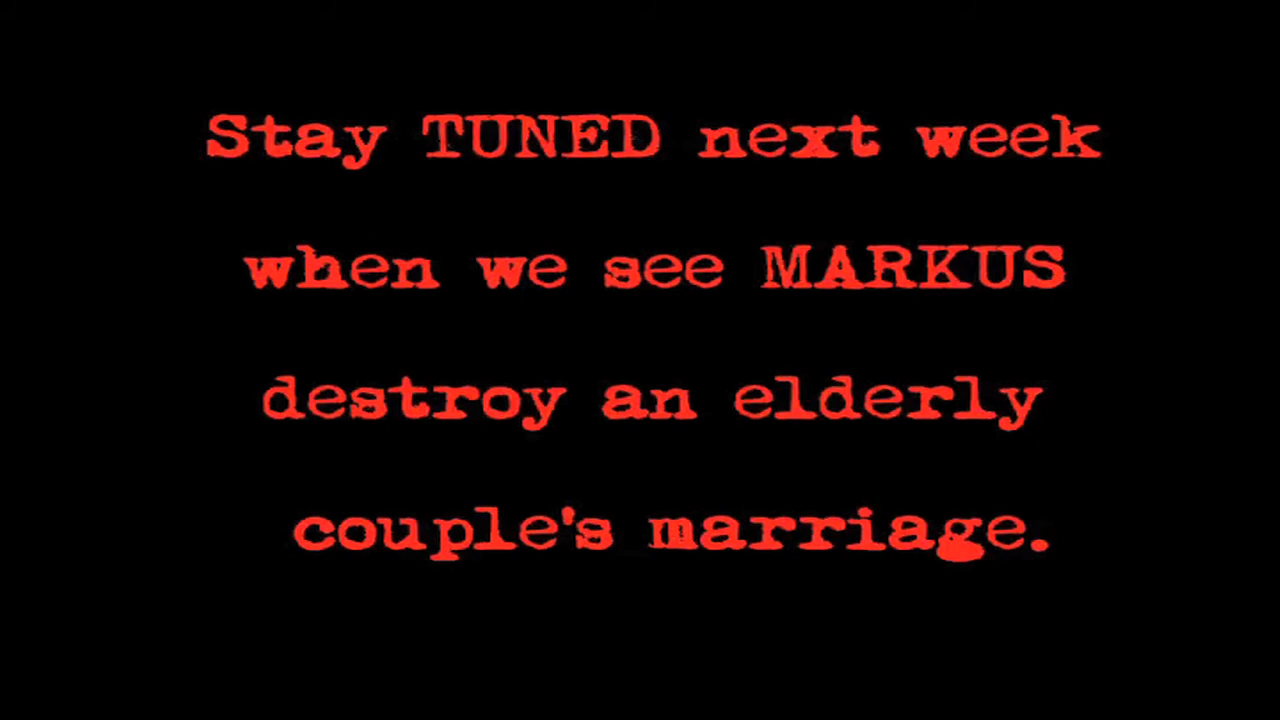 Stay TUNED next week
when we see MARKUS
destroy an elderly
couple's marriage.